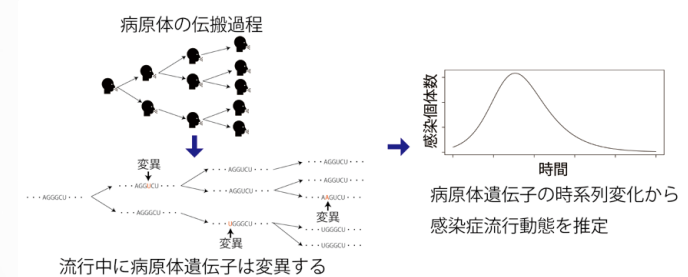 病原体の伝搬過程
変異
･･･AGGGCU･･･
･･･AGGUCU･･･
･･･AGGGCU･･･
･･･AGGUCU･･･
･･･AGGUCU･･･
･･･UGGGCU･･･
変異
･･･AGGUCU･･･
･･･AGGUCU･･･
･･･AAGUCU･･･
変異
･･･UGGGCU･･･
･･･UGGGCU･･･
流行中に病原体遺伝子は変異する
感染個体数
時間
病原体遺伝子の時系列変化から
感染症流行動態を推定